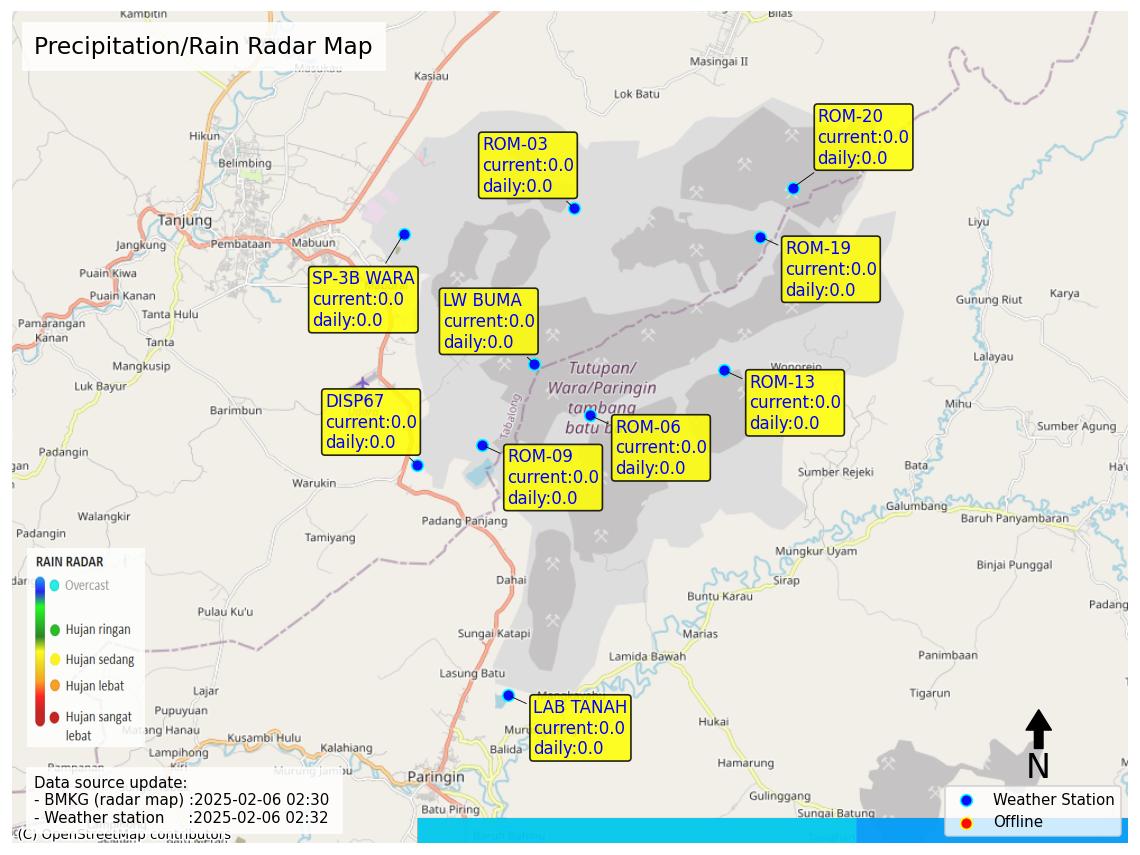 Precipitation/Rain Radar Map
Kambitin
Bilas
Kasiau
Masingai II
Masukau
Lok Batu
Hikun
Belimbing
ROM-03
current:0.0
daily:0.0
ROM-20
current:0.0
daily:0.0
Tanjung
Jangkung
Pembataan
Mabuun
Liyu
ROM-19
current:0.0
daily:0.0
SP-3B WARA
current:0.0
daily:0.0
LW BUMA
current:0.0
daily:0.0
Puain Kiwa
Puain Kanan
Tanta Hulu
Pamarangan
Kanan
Tanta
Mangkusip
Luk Bayur
Gunung Riut
Karya
Lalayau
Wonorejo
Tutupan/
Wara/Paringin
tambang
batu b
Tabalong
ROM-13
current:0.0
daily:0.0
DISP67
current:0.0
daily:0.0
ROM-06
current:0.0
daily:0.0
ROM-09
current:0.0
daily:0.0
Barimbun
Mihu
Sumber Agung
Padangin
Warukin
Sumber Rejeki
Bata
Ha
gan
Galumbang
Baruh Panyambaran
Walangkir
Padangin
Tamiyang
Padang Panjang
Mungkur Uyam
Binjai Punggal
Dahai
Sirap
Buntu Karau
Padang
Pulau Ku'u
Sungai Katapi
Marias
Lamida Bawah
Panimbaan
Lasung Batu
Tigarun
RAIN RADAR
Overcast
Hujan ringan
Hujan sedang
Hujan lebat
Hujan sangat
lebat
Lajar
Pupuyuan
Matang Hanau
Kusambi Hulu
Lampihong
Kiri
Kalahiang
Murung Jambu
Pampanan
LAB TANAH
current:0.0
daily:0.0
Muru
Balida
Hukai
Hamarung
Paringin
Batu Piring
Gulinggang
Sungai Batung
N
Data source update:
- BMKG (radar map) :2025-02-06 02:30
- Weather station :2025-02-06 02:32
(C) OpenStreetMap contributors
Weather Station
Offline